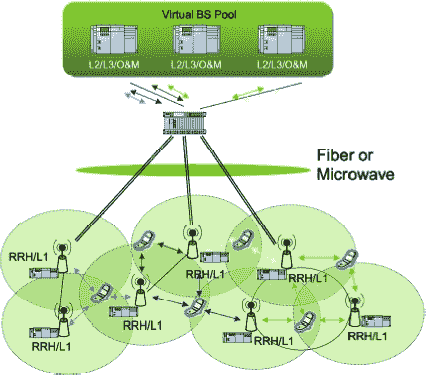 Virtual BS Pool
L2/L3/O&M L2/L3/O&M L2/L3/O&M
Fiber or
Microwave
RRH/L1
RRH/L1
RRH/L1
RRH/L1
RRH/L1
RRH/L1
RRH/L1